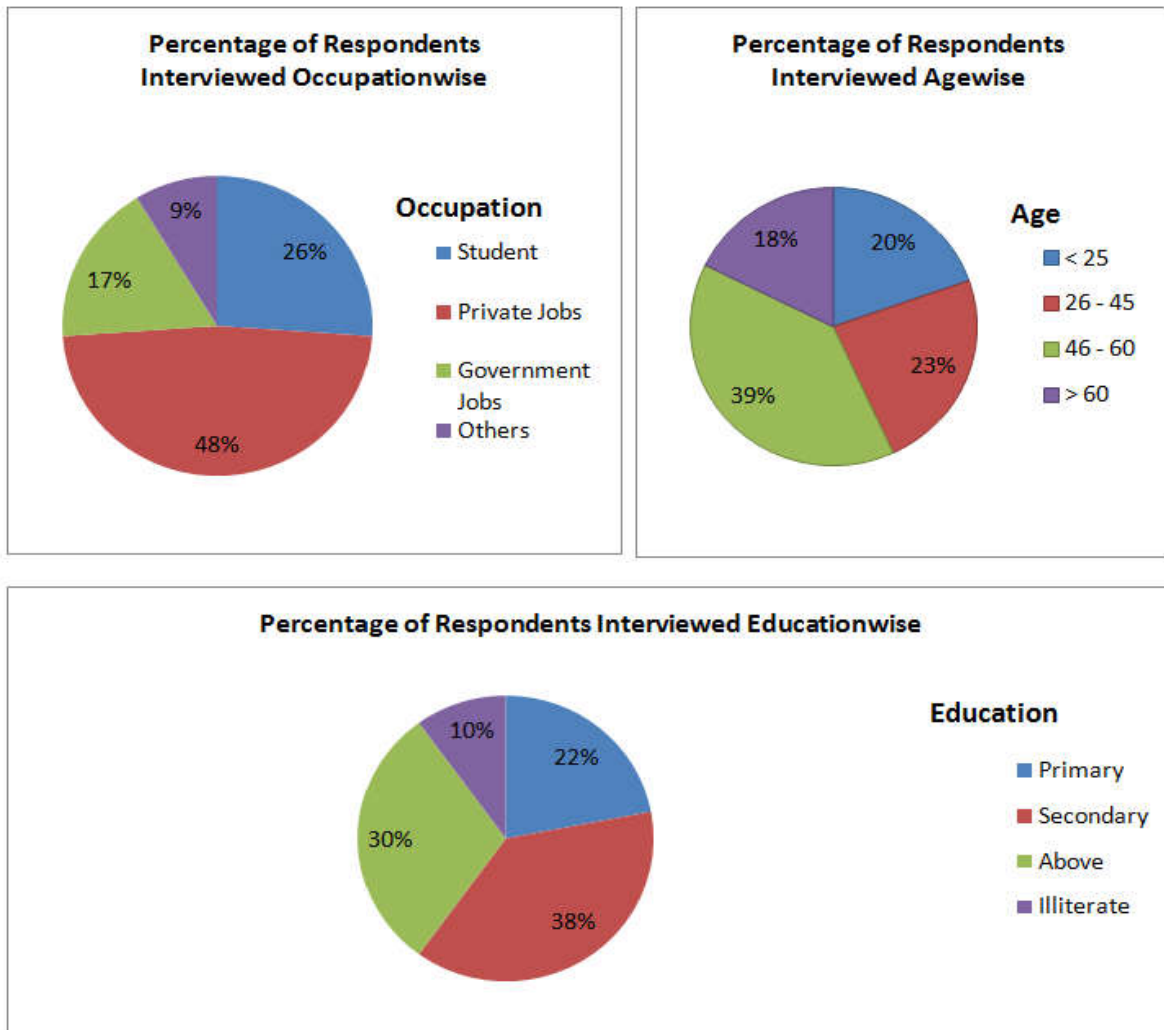 Percentage of Respondents
Interviewed Occupationwise
9%
26%
17%
48%
Occupation
Student
Private Jobs
Government
Jobs
Others
Percentage of Respondents
Interviewed Agewise
18%
20%
23%
39%
Age
< 25
26 - 45
46 - 60
> 60
Percentage of Respondents Interviewed Educationwise
10%
22%
30%
38%
Education
Primary
Secondary
Above
Illiterate